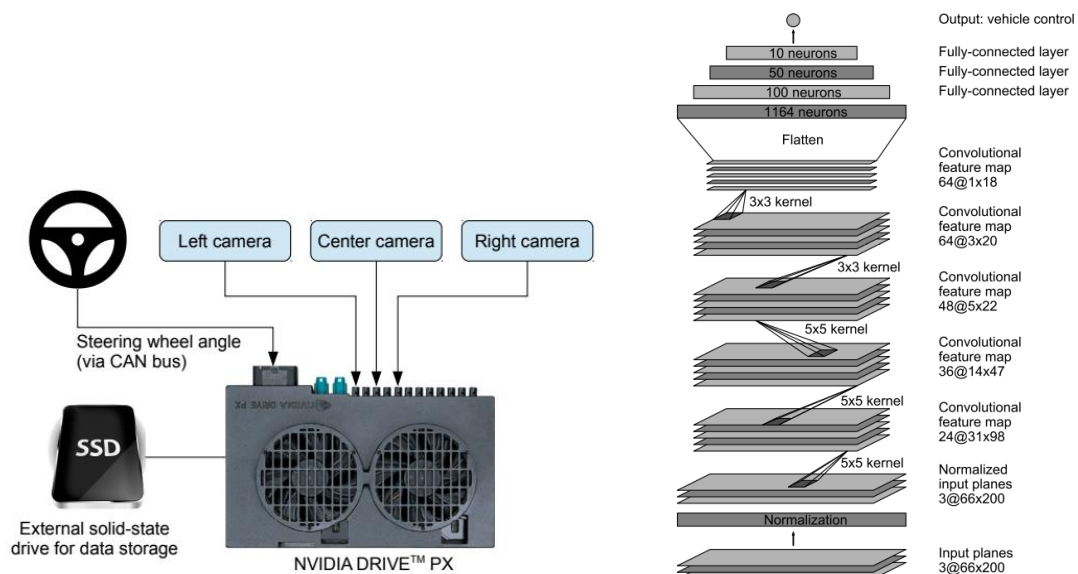 Left camera
Center camera
Right camera
Steering wheel angle
(via CAN bus)
NVIDIA DRIVE PX
SSD
External solid-state
drive for data storage
NVIDIA DRIVE™ PX
Output: vehicle control
10 neurons
Fully-connected layer
50 neurons
Fully-connected layer
100 neurons
Fully-connected layer
1164 neurons
Flatten
Convolutional
feature map
64@1x18
3x3 kernel
Convolutional
feature map
64@3x20
3x3 kernel
Convolutional
feature map
48@5x22
5x5 kernel
Convolutional
feature map
36@14x47
5x5 kernel
Convolutional
feature map
24@31x98
5x5 kernel
Normalized
input planes
3@66x200
Normalization
Input planes
3@66x200